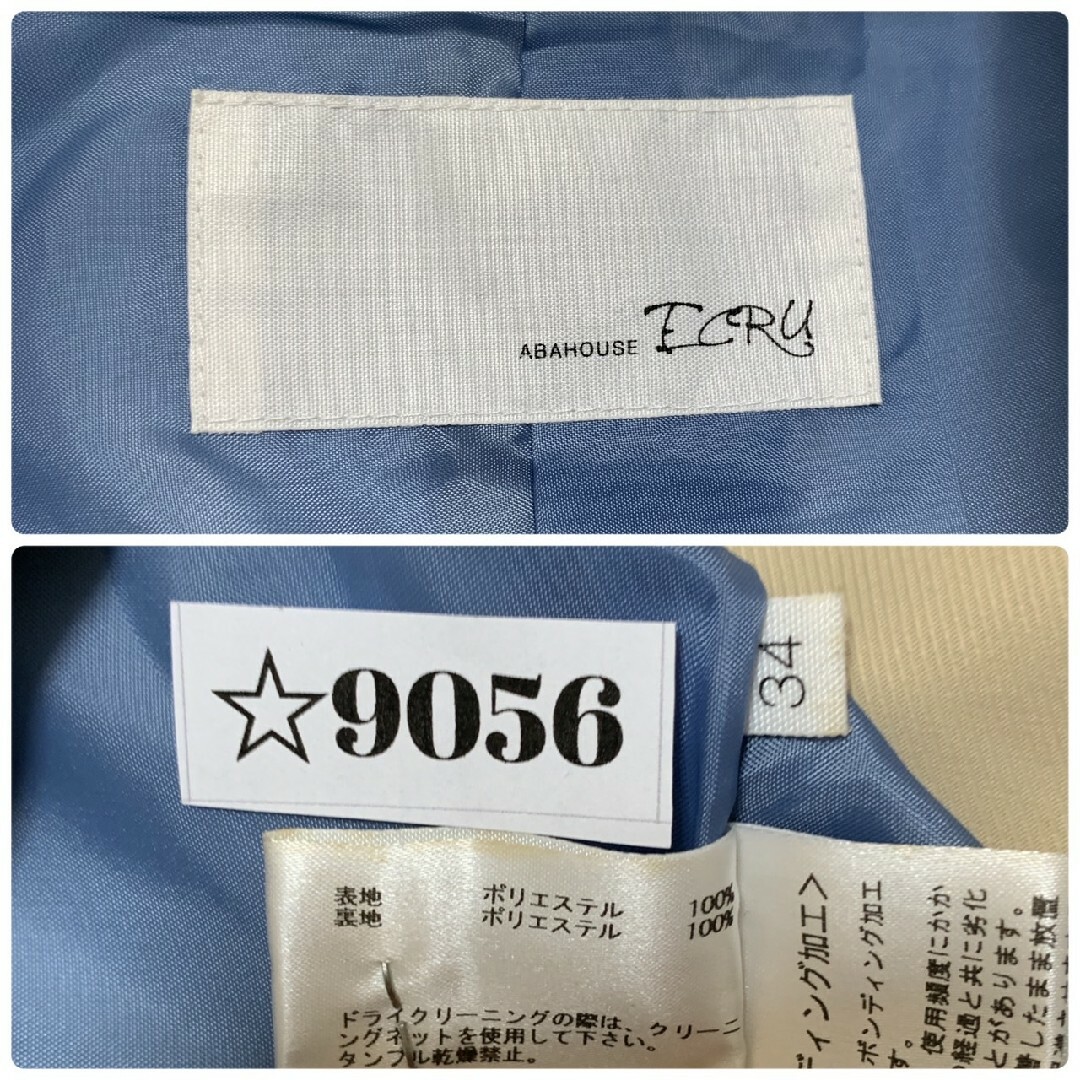 ABAHOUSE ECRU
☆9056
34
表地 ポリエステル 100%
裏地 ポリエステル 100%
ドライクリーニングの際は、クリーニ
ングネットを使用して下さい。
タンブル乾燥禁止。
ディング加工＞
ボンディング加工
す。
使用頻度にかか
の経過と共に劣化
とがあります。
たまま放置